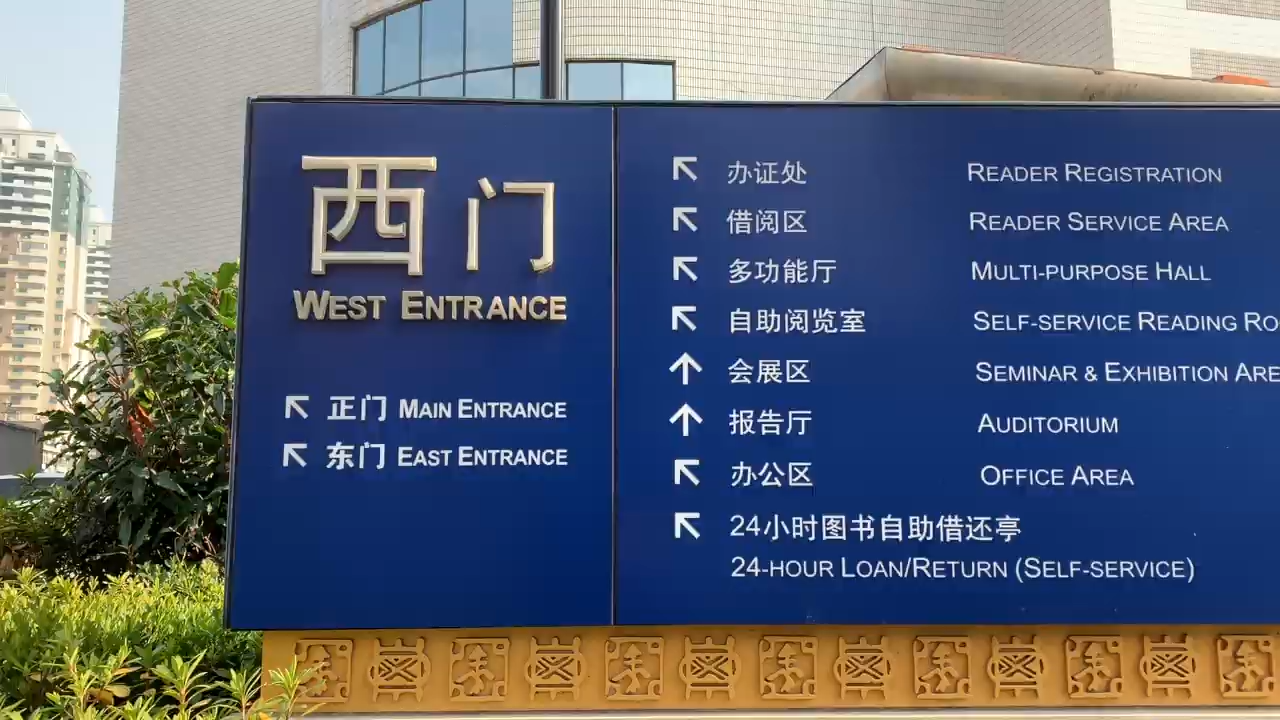 西门
WEST ENTRANCE
正门 MAIN ENTRANCE
东门 EAST ENTRANCE
办证处 READER REGISTRATION
借阅区 READER SERVICE AREA
多功能厅 MULTI-PURPOSE HALL
自助阅览室 SELF-SERVICE READING RO
会展区 SEMINAR & EXHIBITION ARE
报告厅 AUDITORIUM
办公区 OFFICE AREA
24小时图书自助借还亭
24-HOUR LOAN/RETURN (SELF-SERVICE)